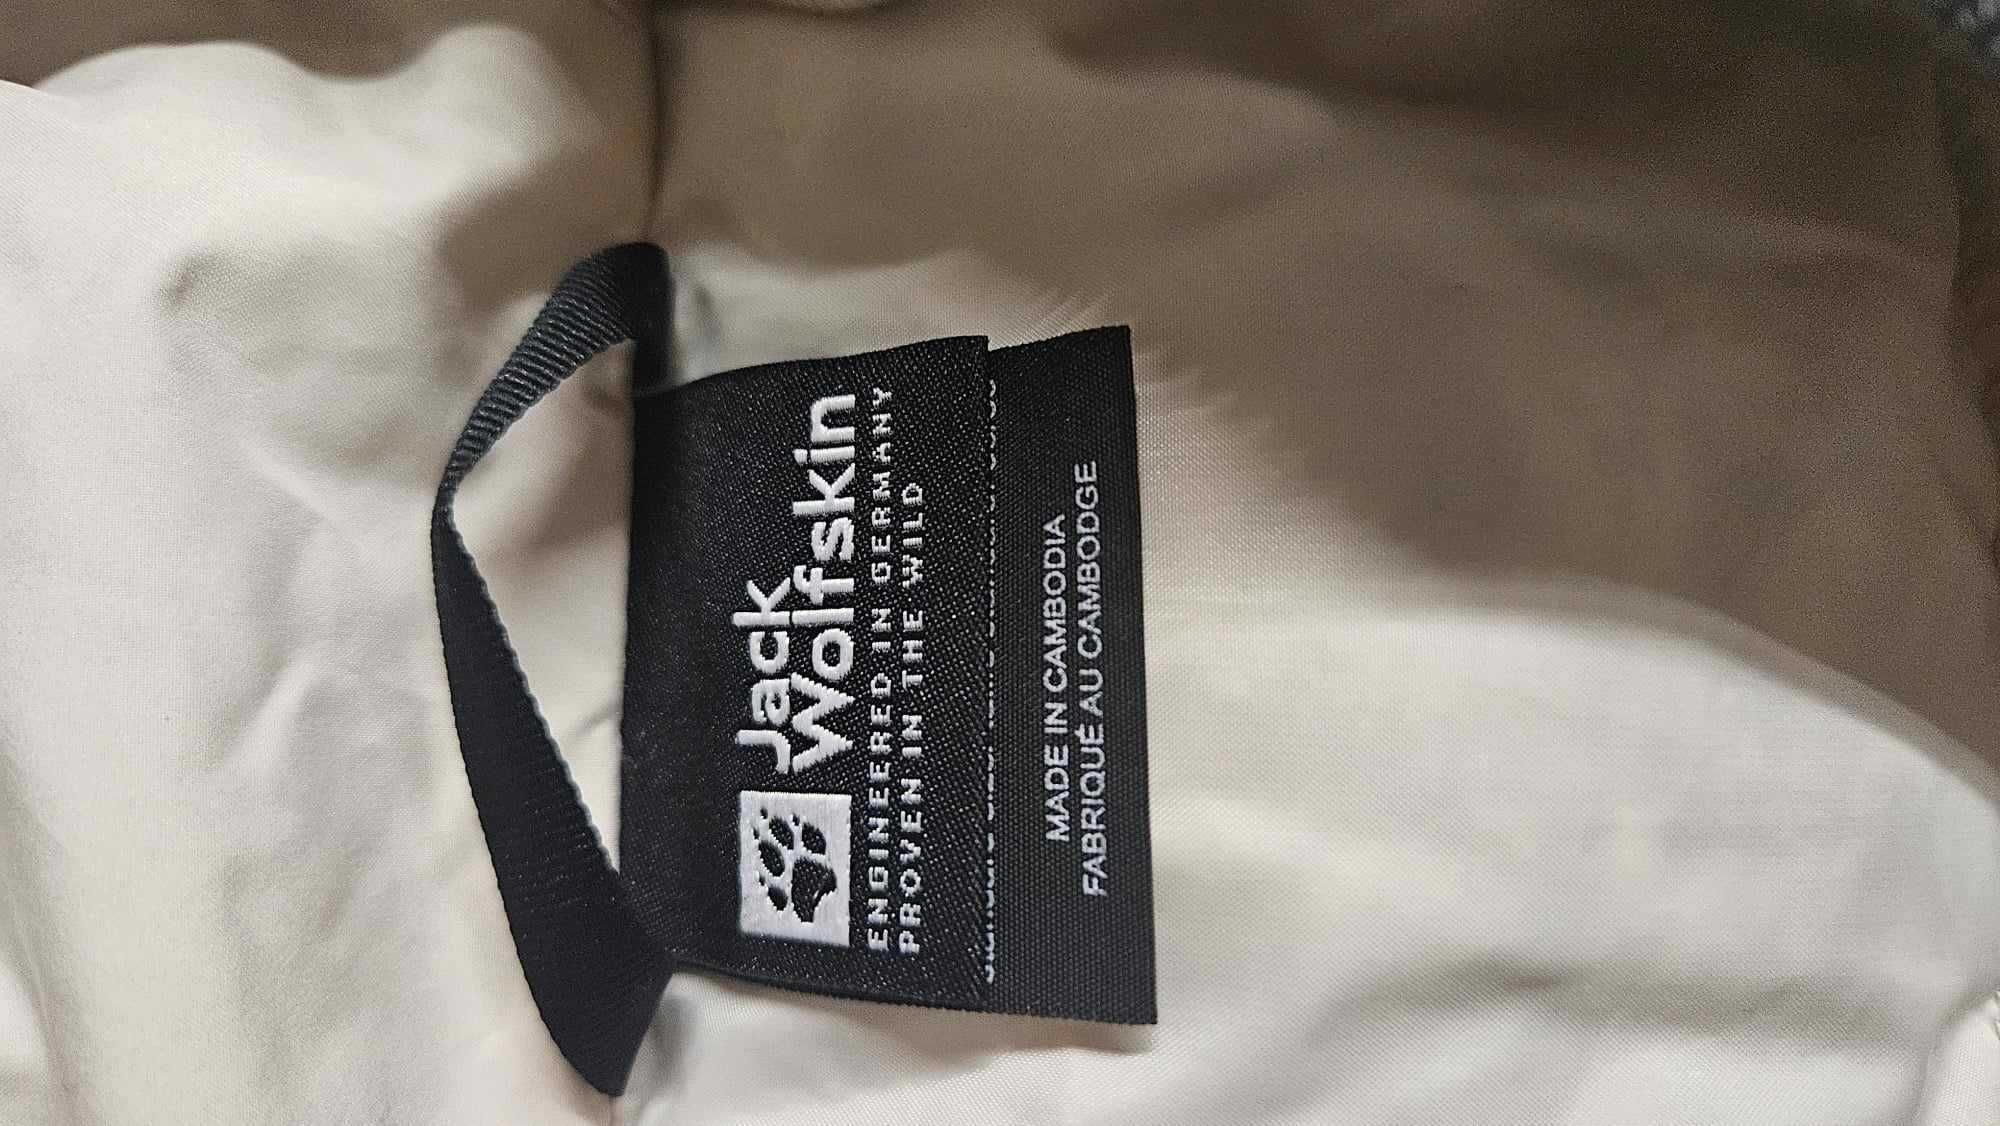 Jack
Wolfskin
ENGINEERED IN GERMANY
PROVEN IN THE WILD
MADE IN CAMBODIA
FABRIQUÉ AU CAMBODGE